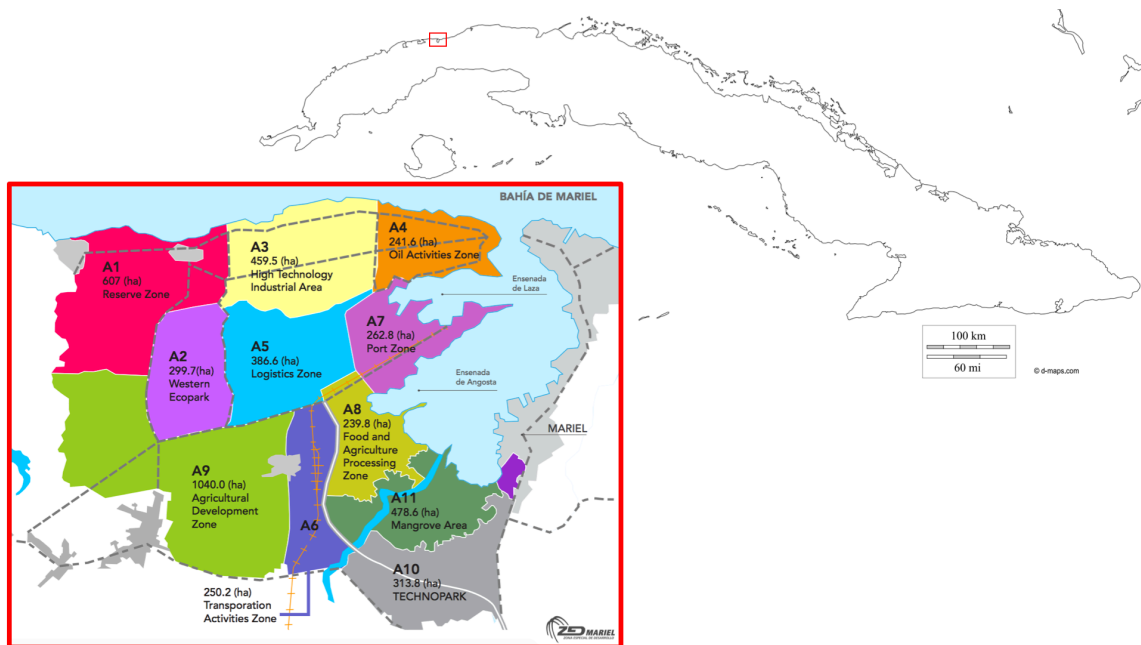 BAHÍA DE MARIEL
A1
607 (ha)
Reserve Zone
A3
459.5 (ha)
High Technology
Industrial Area
A4
241.6 (ha)
Oil Activities Zone
Ensenada
de Laza
A2
299.7(ha)
Western
Ecopark
A5
386.6 (ha)
Logistics Zone
A7
262.8 (ha)
Port Zone
Ensenada
de Angosta
A8
239.8 (ha)
Food and
Agriculture
Processing
Zone
MARIEL
A9
1040.0 (ha)
Agricultural
Development
Zone
A6
A11
478.6 (ha)
Mangrove Area
A10
313.8 (ha)
TECHNOPARK
250.2 (ha)
Transporation
Activities Zone
ZED MARIEL
ZONA ESPECIAL DE DESARROLLO
100 km
60 mi
© d-maps.com